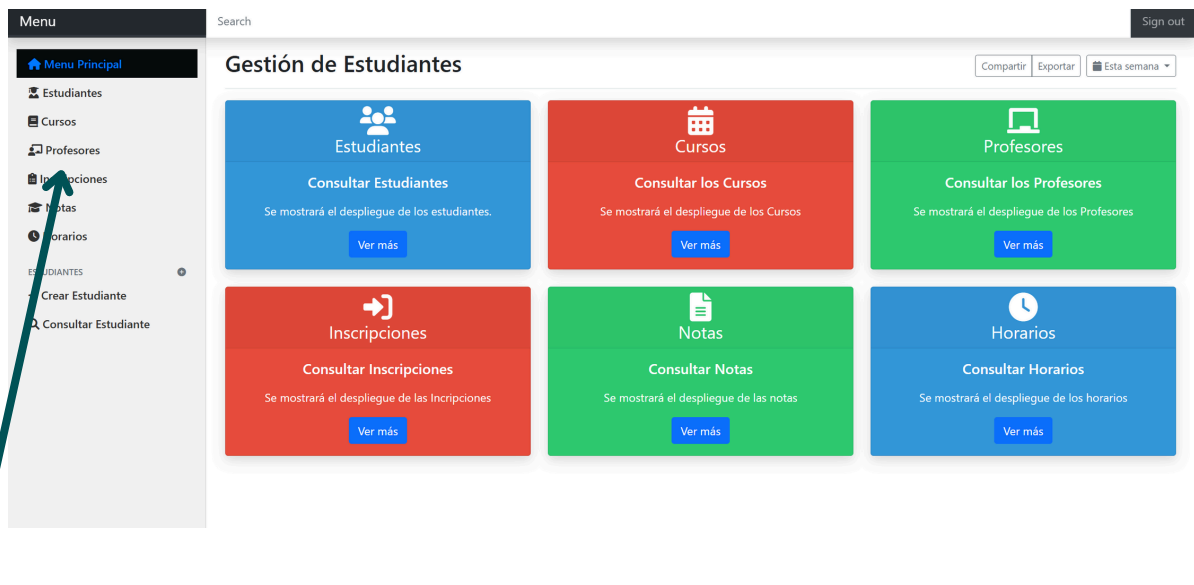 Menu
Search
Sign out
Menu Principal
Estudiantes
Cursos
Profesores
Notas
Horarios
ESTUDIANTES
Crear Estudiante
Consultar Estudiante
Gestión de Estudiantes
Compartir Exportar Esta semana
Estudiantes
Consultar Estudiantes
Se mostrará el despliegue de los estudiantes.
Ver más
Cursos
Consultar los Cursos
Se mostrará el despliegue de los Cursos
Ver más
Profesores
Consultar los Profesores
Se mostrará el despliegue de los Profesores
Ver más
Inscripciones
Consultar Inscripciones
Se mostrará el despliegue de las Incripciones
Ver más
Notas
Consultar Notas
Se mostrará el despliegue de las notas
Ver más
Horarios
Consultar Horarios
Se mostrará el despliegue de los horarios
Ver más